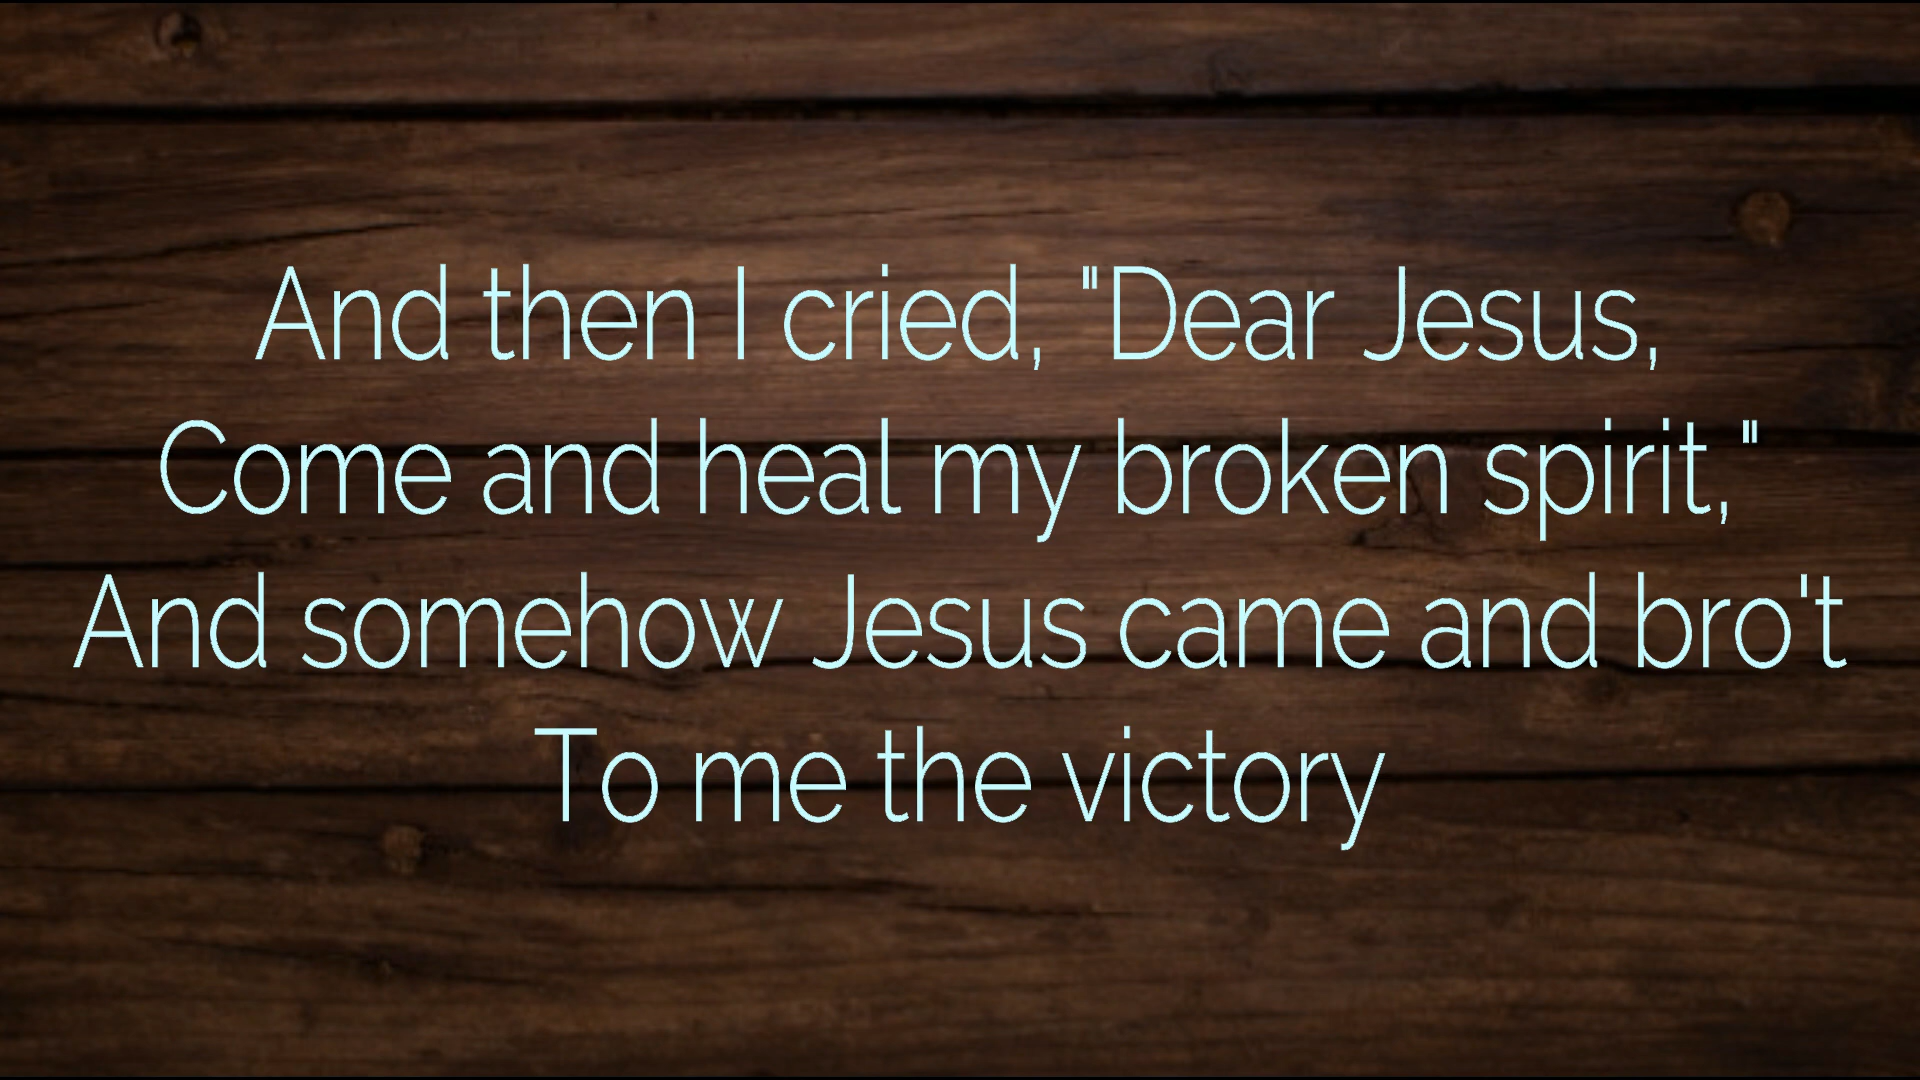 And then I cried, "Dear Jesus,
Come and heal my broken spirit,"
And somehow Jesus came and bro't
To me the victory